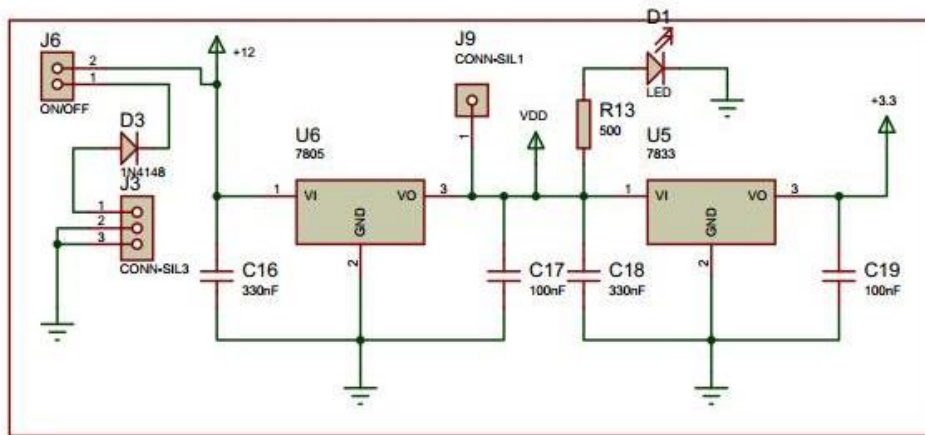 J6
2
1
ON/OFF
D3
1N4148
J3
1
2
3
CONN-SIL3
+12
C16
330nF
U6
7805
1
VI
VO
3
GND
2
J9
CONN-SIL1
1
VDD
C17
100nF
C18
330nF
D1
LED
R13
500
U5
7833
1
VI
VO
3
GND
2
+3.3
C19
100nF